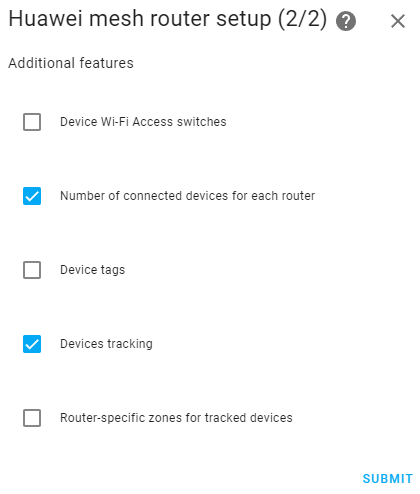 Huawei mesh router setup (2/2)
Additional features
Device Wi-Fi Access switches
Number of connected devices for each router
Device tags
Devices tracking
Router-specific zones for tracked devices
SUBMIT